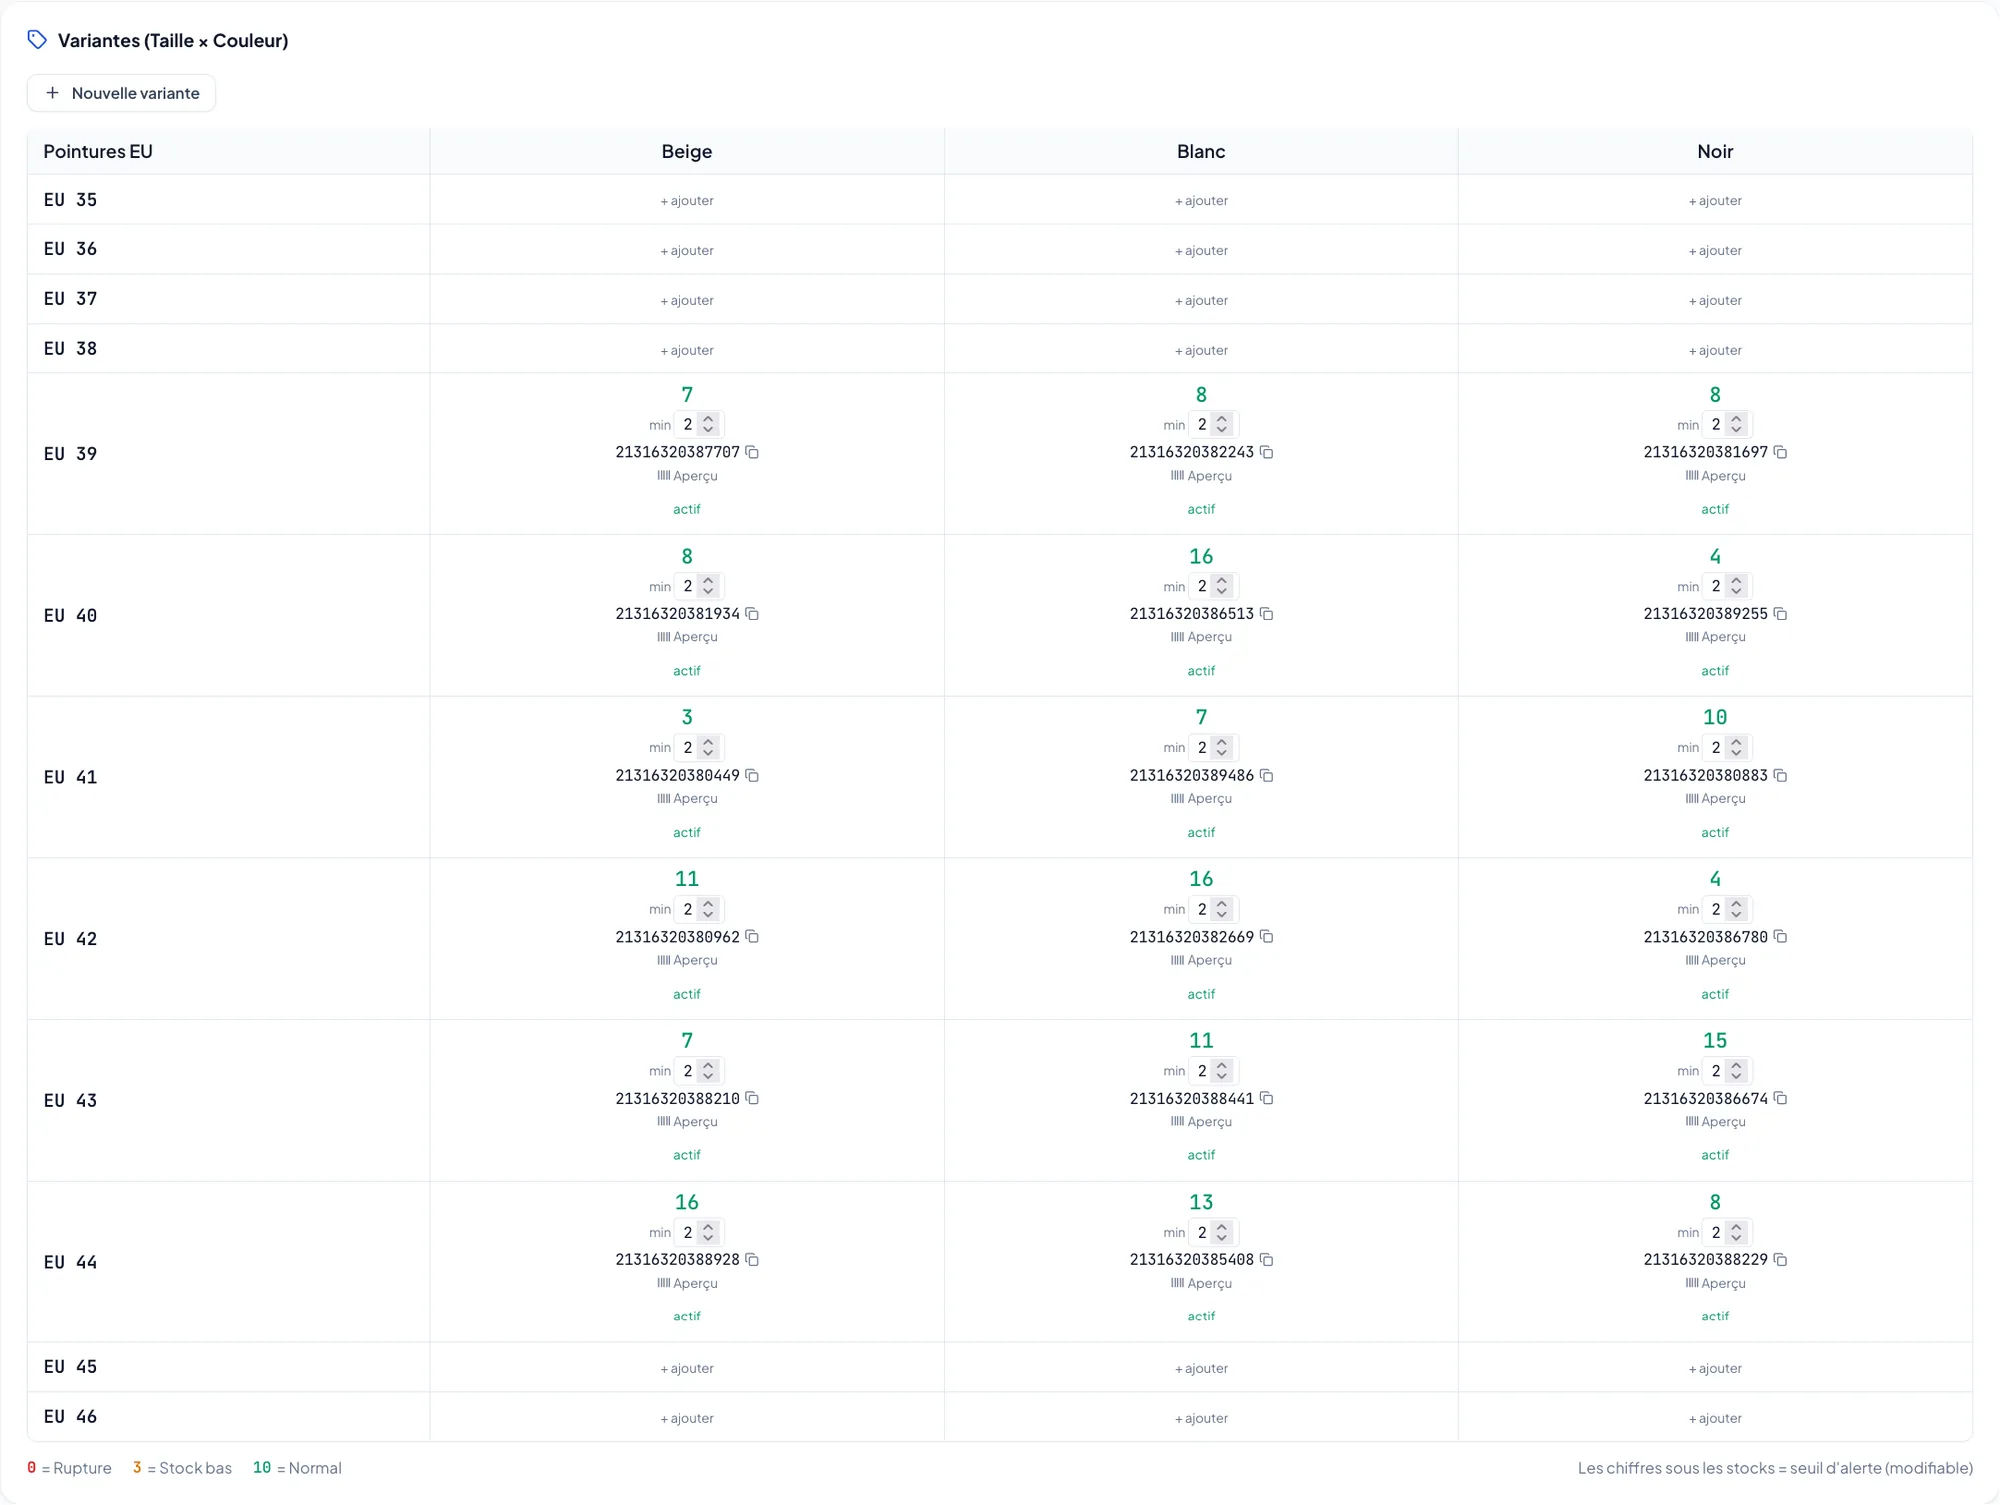 Variantes (Taille × Couleur)
+ Nouvelle variante
Pointures EU Beige Blanc Noir
EU 35 + ajouter + ajouter + ajouter
EU 36 + ajouter + ajouter + ajouter
EU 37 + ajouter + ajouter + ajouter
EU 38 + ajouter + ajouter + ajouter
7 8 8
min 2 min 2 min 2
EU 39 21316320387707 21316320382243 21316320381697
Aperçu Aperçu Aperçu
actif actif actif
8 16 4
min 2 min 2 min 2
EU 40 21316320381934 21316320386513 21316320389255
Aperçu Aperçu Aperçu
actif actif actif
3 7 10
min 2 min 2 min 2
EU 41 21316320380449 21316320389486 21316320380883
Aperçu Aperçu Aperçu
actif actif actif
11 16 4
min 2 min 2 min 2
EU 42 21316320380962 21316320382669 21316320386780
Aperçu Aperçu Aperçu
actif actif actif
7 11 15
min 2 min 2 min 2
EU 43 21316320388210 21316320388441 21316320386674
Aperçu Aperçu Aperçu
actif actif actif
16 13 8
min 2 min 2 min 2
EU 44 21316320388928 21316320385408 21316320388229
Aperçu Aperçu Aperçu
actif actif actif
EU 45 + ajouter + ajouter + ajouter
EU 46 + ajouter + ajouter + ajouter
0 = Rupture 3 = Stock bas 10 = Normal Les chiffres sous les stocks = seuil d'alerte (modifiable)